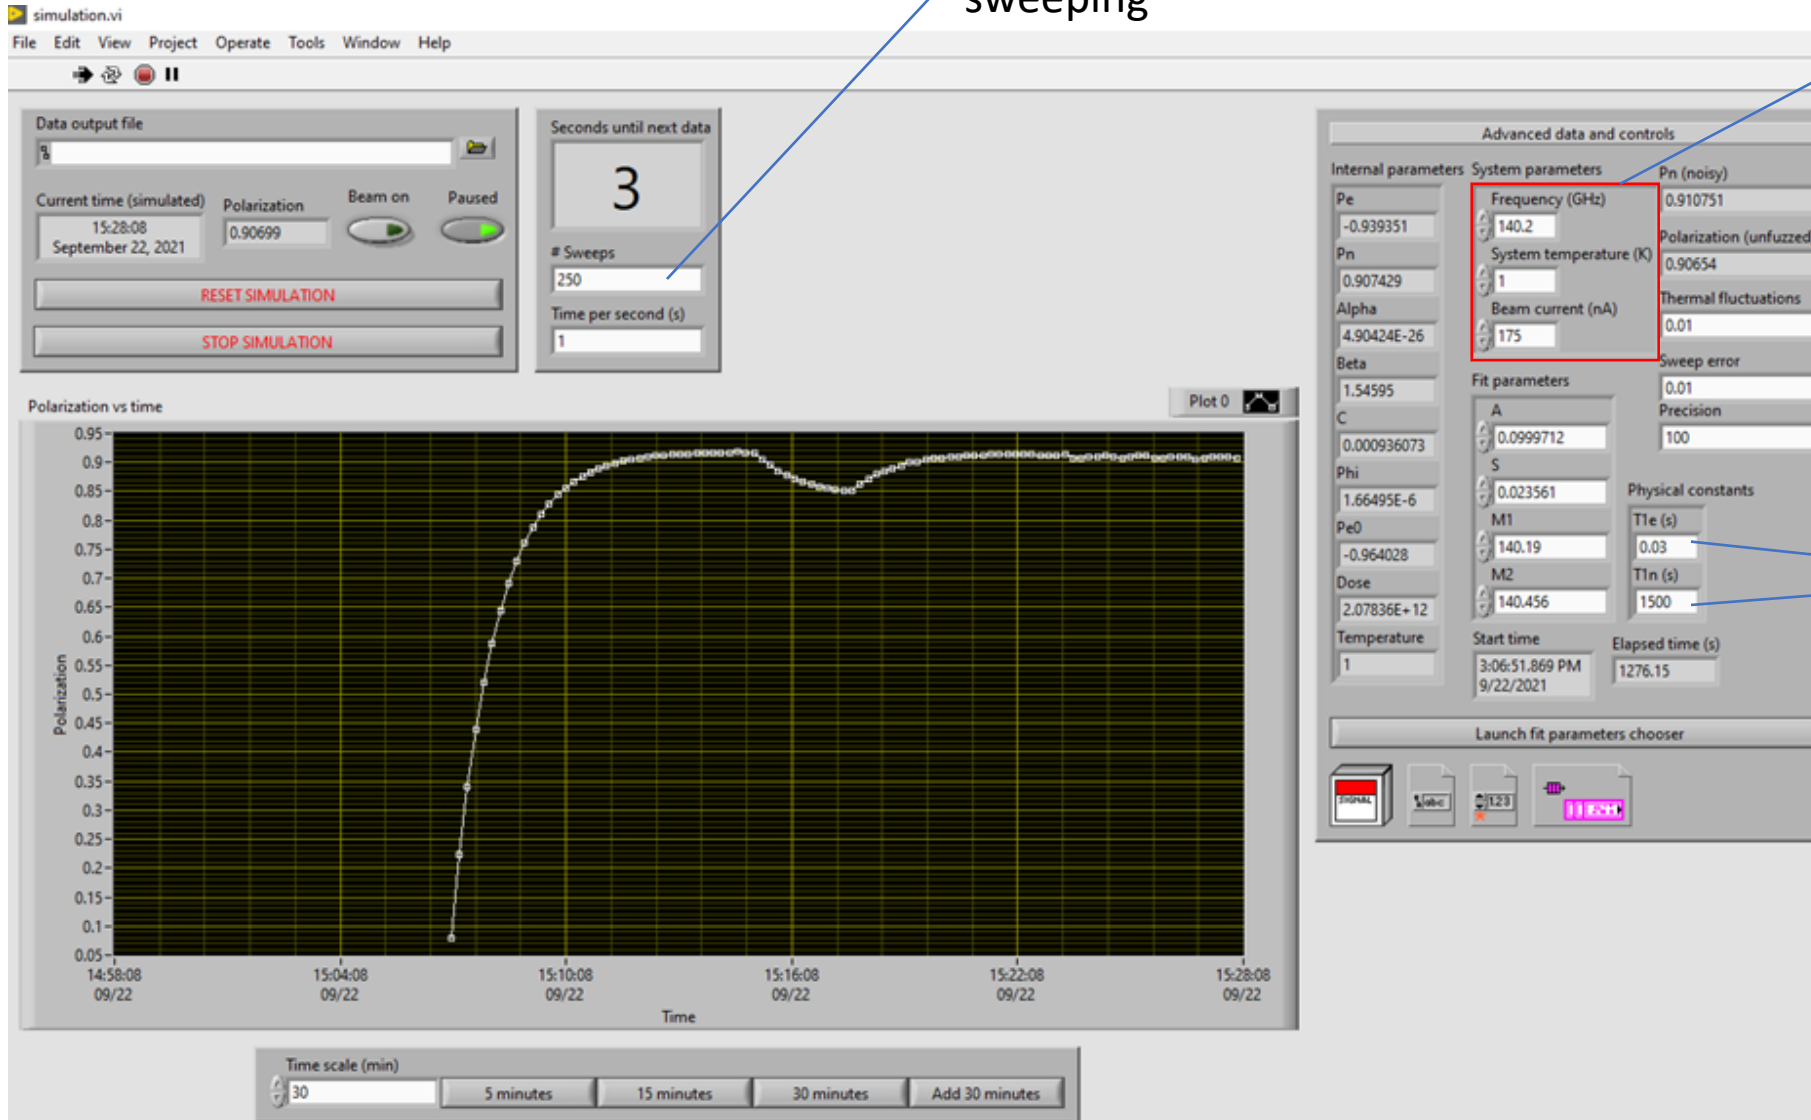 sweeping
simulation.vi
File Edit View Project Operate Tools Window Help
Data output file
Current time (simulated)
15:28:08
September 22, 2021
Polarization
0.90699
Beam on
Paused
RESET SIMULATION
STOP SIMULATION
Seconds until next data
3
# Sweeps
250
Time per second (s)
1
Advanced data and controls
Internal parameters
Pe
-0.939351
Pn
0.907429
Alpha
4.90424E-26
Beta
1.54595
C
0.000936073
Phi
1.66495E-6
Pe0
-0.964028
Dose
2.07836E+12
Temperature
1
System parameters
Frequency (GHz)
140.2
System temperature (K)
1
Beam current (nA)
175
Fit parameters
A
0.0999712
S
0.023561
M1
140.19
M2
140.456
Start time
3:06:51.869 PM
9/22/2021
Pn (noisy)
0.910751
Polarization (unfuzzed
0.90654
Thermal fluctuations
0.01
Sweep error
0.01
Precision
100
Physical constants
T1e (s)
0.03
T1n (s)
1500
Elapsed time (s)
1276.15
Launch fit parameters chooser
SIGNAL
abc
1.23
Polarization vs time
Plot 0
Polarization
0.95
0.9
0.85
0.8
0.75
0.7
0.65
0.6
0.55
0.5
0.45
0.4
0.35
0.3
0.25
0.2
0.15
0.1
0.05
14:58:08 15:04:08 15:10:08 15:16:08 15:22:08 15:28:08
09/22 09/22 09/22 09/22 09/22 09/22
Time
Time scale (min)
30
5 minutes
15 minutes
30 minutes
Add 30 minutes